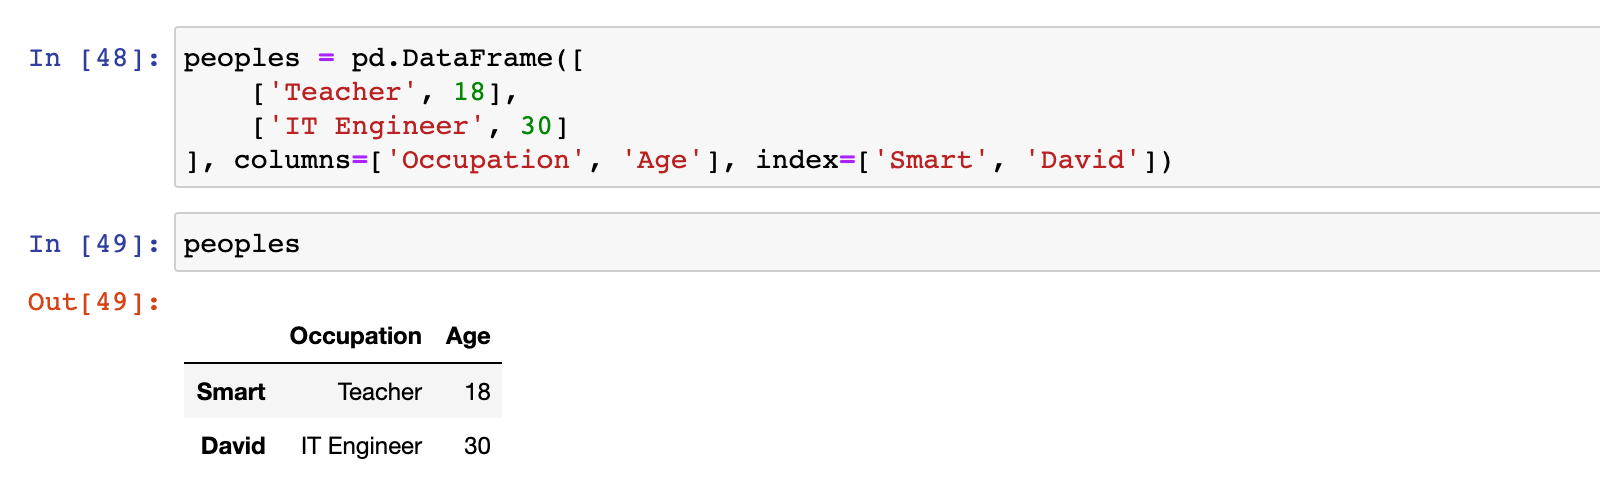 In [48]: peoples = pd.DataFrame([
    ['Teacher', 18],
    ['IT Engineer', 30]
], columns=['Occupation', 'Age'], index=['Smart', 'David'])
In [49]: peoples
Out[49]:
Occupation Age
Smart Teacher 18
David IT Engineer 30